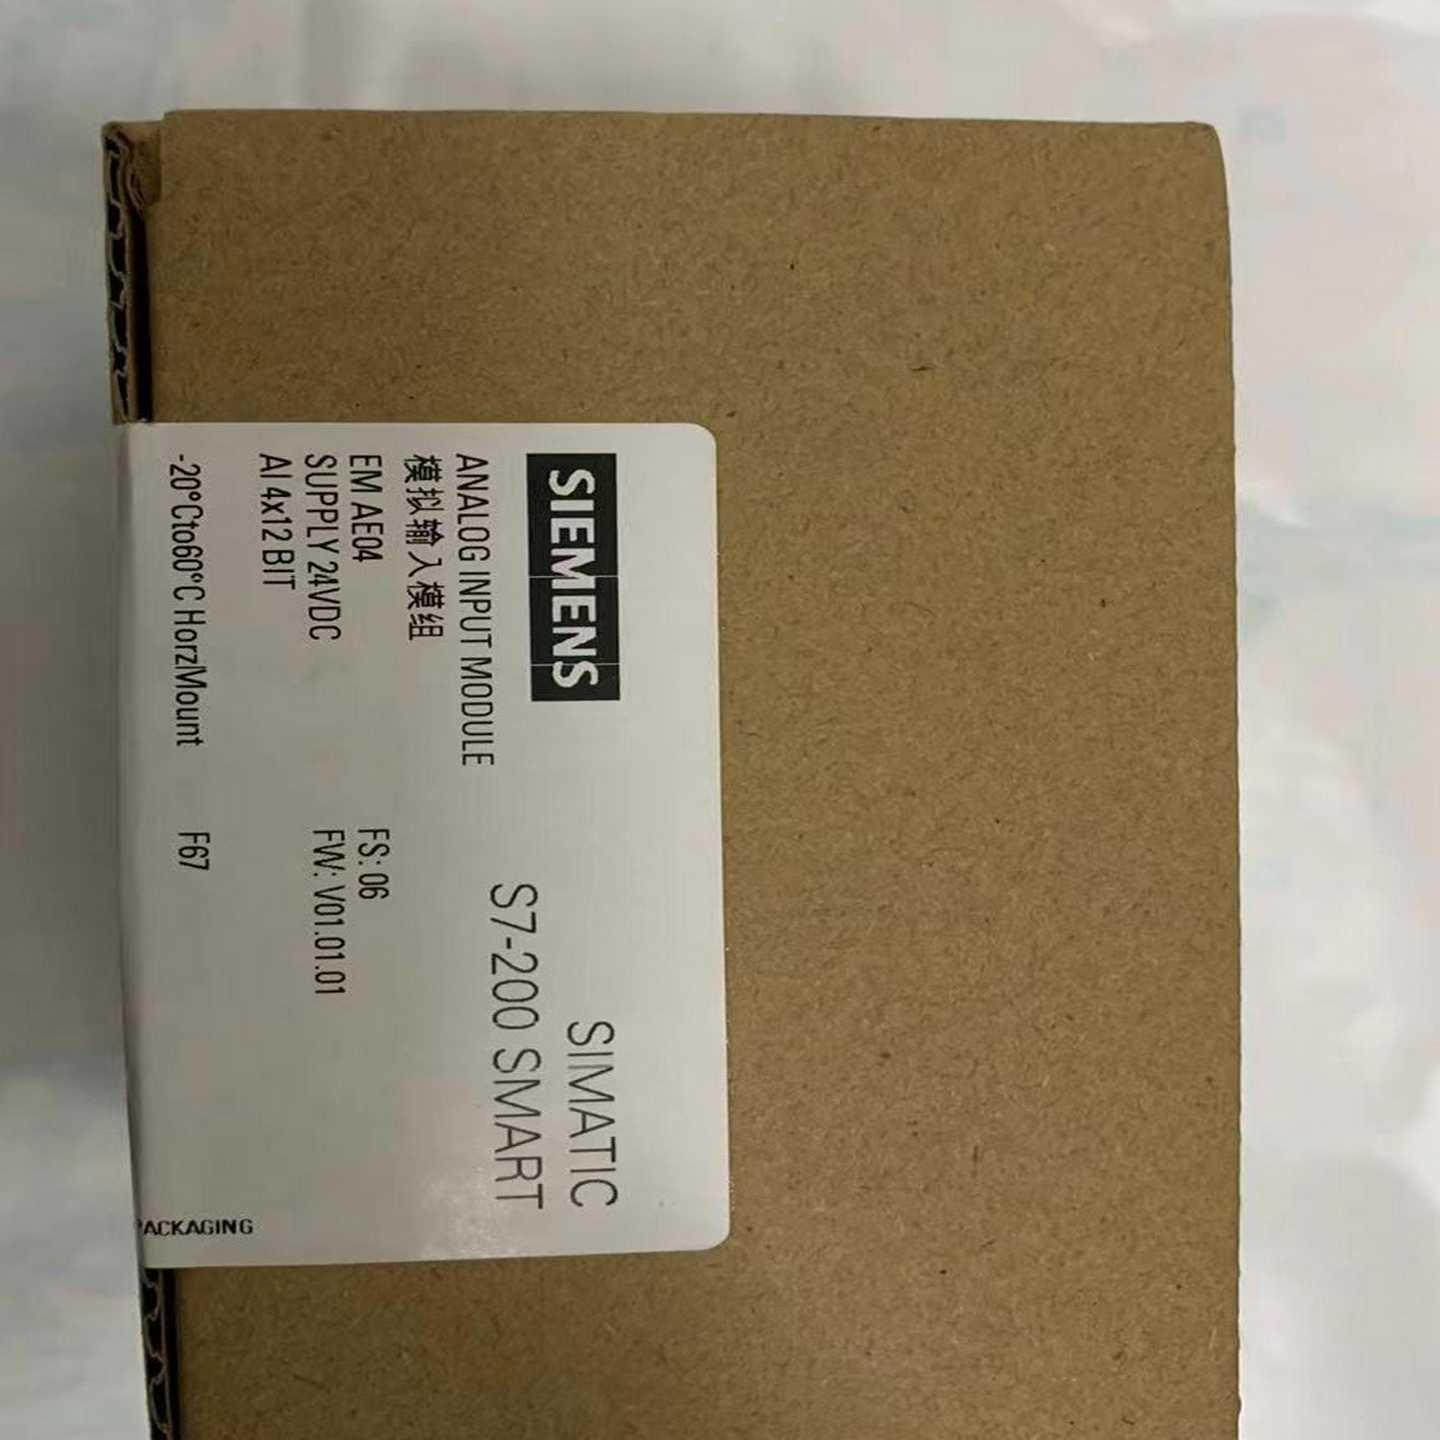 SIEMENS
SIMATIC
S7-200 SMART
ANALOG INPUT MODULE
模拟输入模组
EM AE04
FS: 06
SUPPLY 24VDC
FW: V01.01.01
AI 4x12 BIT
-20°Cto60°C HorzlMount F67
PACKAGING